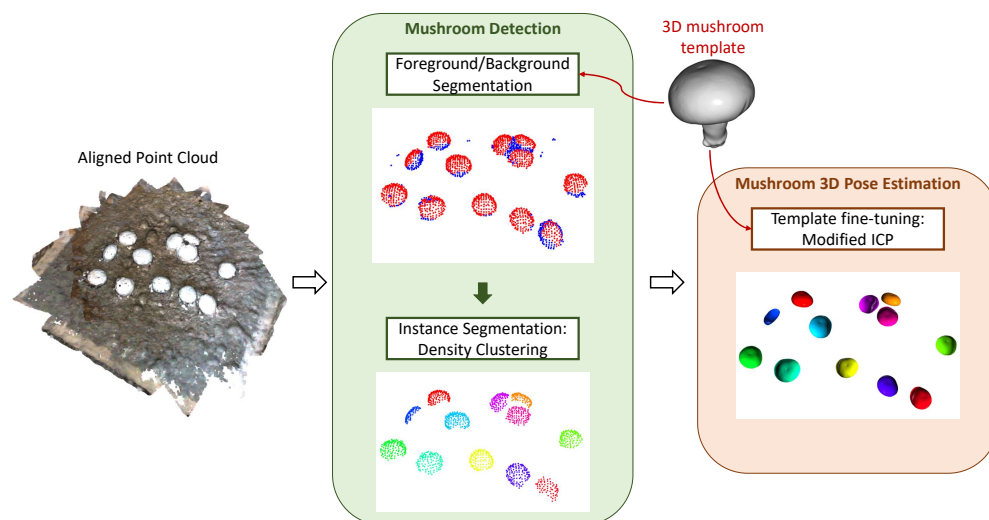 Aligned Point Cloud
Mushroom Detection
Foreground/Background
Segmentation
Instance Segmentation:
Density Clustering
3D mushroom
template
Mushroom 3D Pose Estimation
Template fine-tuning:
Modified ICP